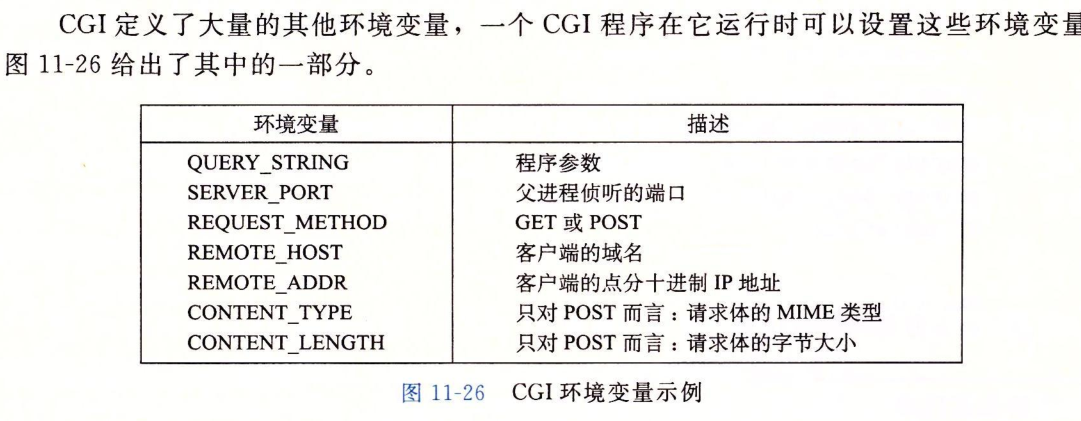 CGI 定义了大量的其他环境变量，一个 CGI 程序在它运行时可以设置这些环境变量
图 11-26 给出了其中的一部分。
环境变量 描述
QUERY_STRING 程序参数
SERVER_PORT 父进程侦听的端口
REQUEST_METHOD GET 或 POST
REMOTE_HOST 客户端的域名
REMOTE_ADDR 客户端的点分十进制 IP 地址
CONTENT_TYPE 只对 POST 而言：请求体的 MIME 类型
CONTENT_LENGTH 只对 POST 而言：请求体的字节大小
图 11-26 CGI 环境变量示例